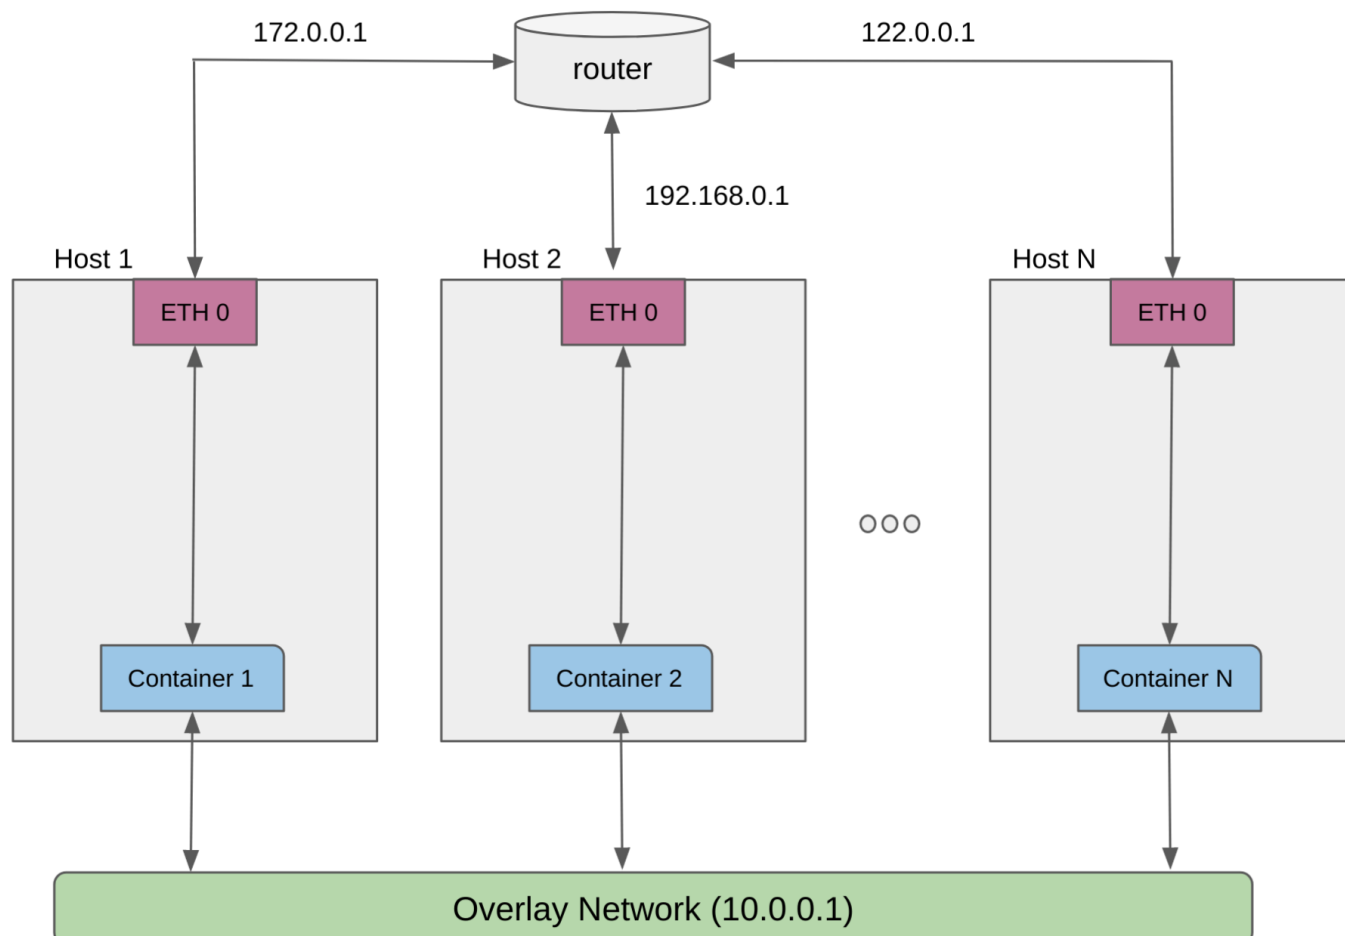 172.0.0.1
router
122.0.0.1
192.168.0.1
Host 1
Host 2
Host N
ETH 0
ETH 0
ETH 0
Container 1
Container 2
Container N
Overlay Network (10.0.0.1)